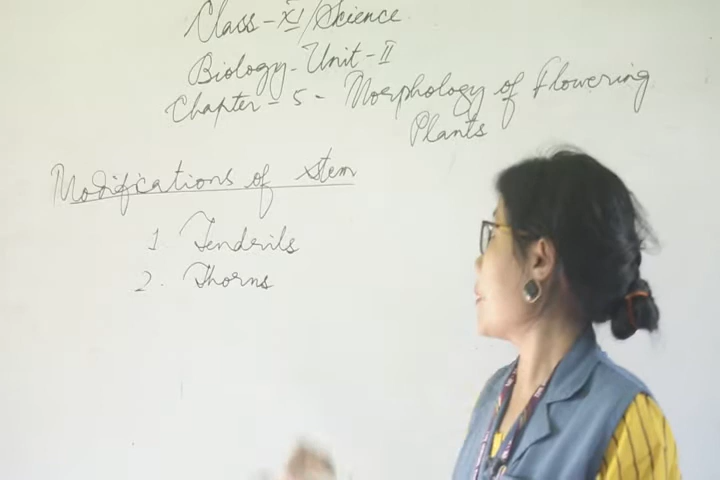 Class-XI/Science
Biology-Unit-II
Chapter-5-Morphology of Flowering
Plants
Modifications of stem
1. Tendrils
2. Thorns